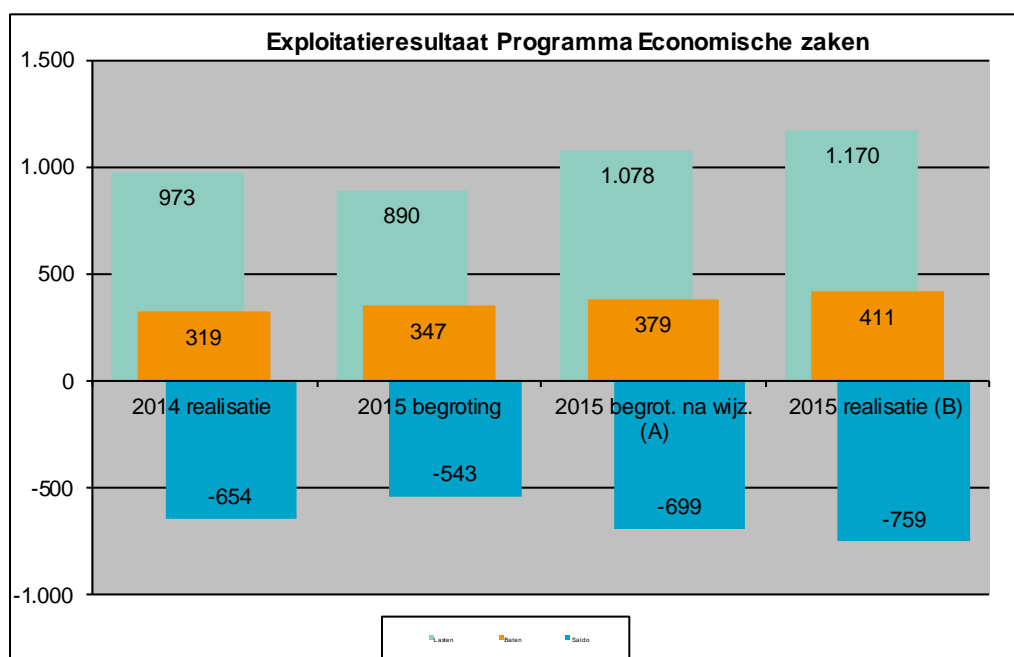 Exploitatieresultaat Programma Economische zaken
1.500
1.000
500
0
-500
-1.000
973
890
1.078
1.170
319
347
379
411
2014 realisatie
2015 begroting
2015 begrot. na wijz.
(A)
2015 realisatie (B)
-654
-543
-699
-759
Lasten
Baten
Saldo